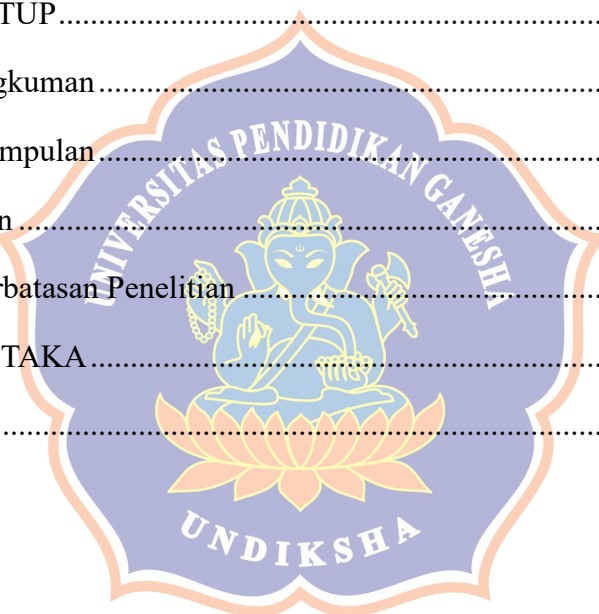 TUP..........................................................................
gkuman..........................................................................
mpulan..........................................................................
n..........................................................................
rbatasan Penelitian..........................................................................
TAKA..........................................................................
..........................................................................
UNIVERSITAS PENDIDIKAN GANESHA
UNDIKSHA